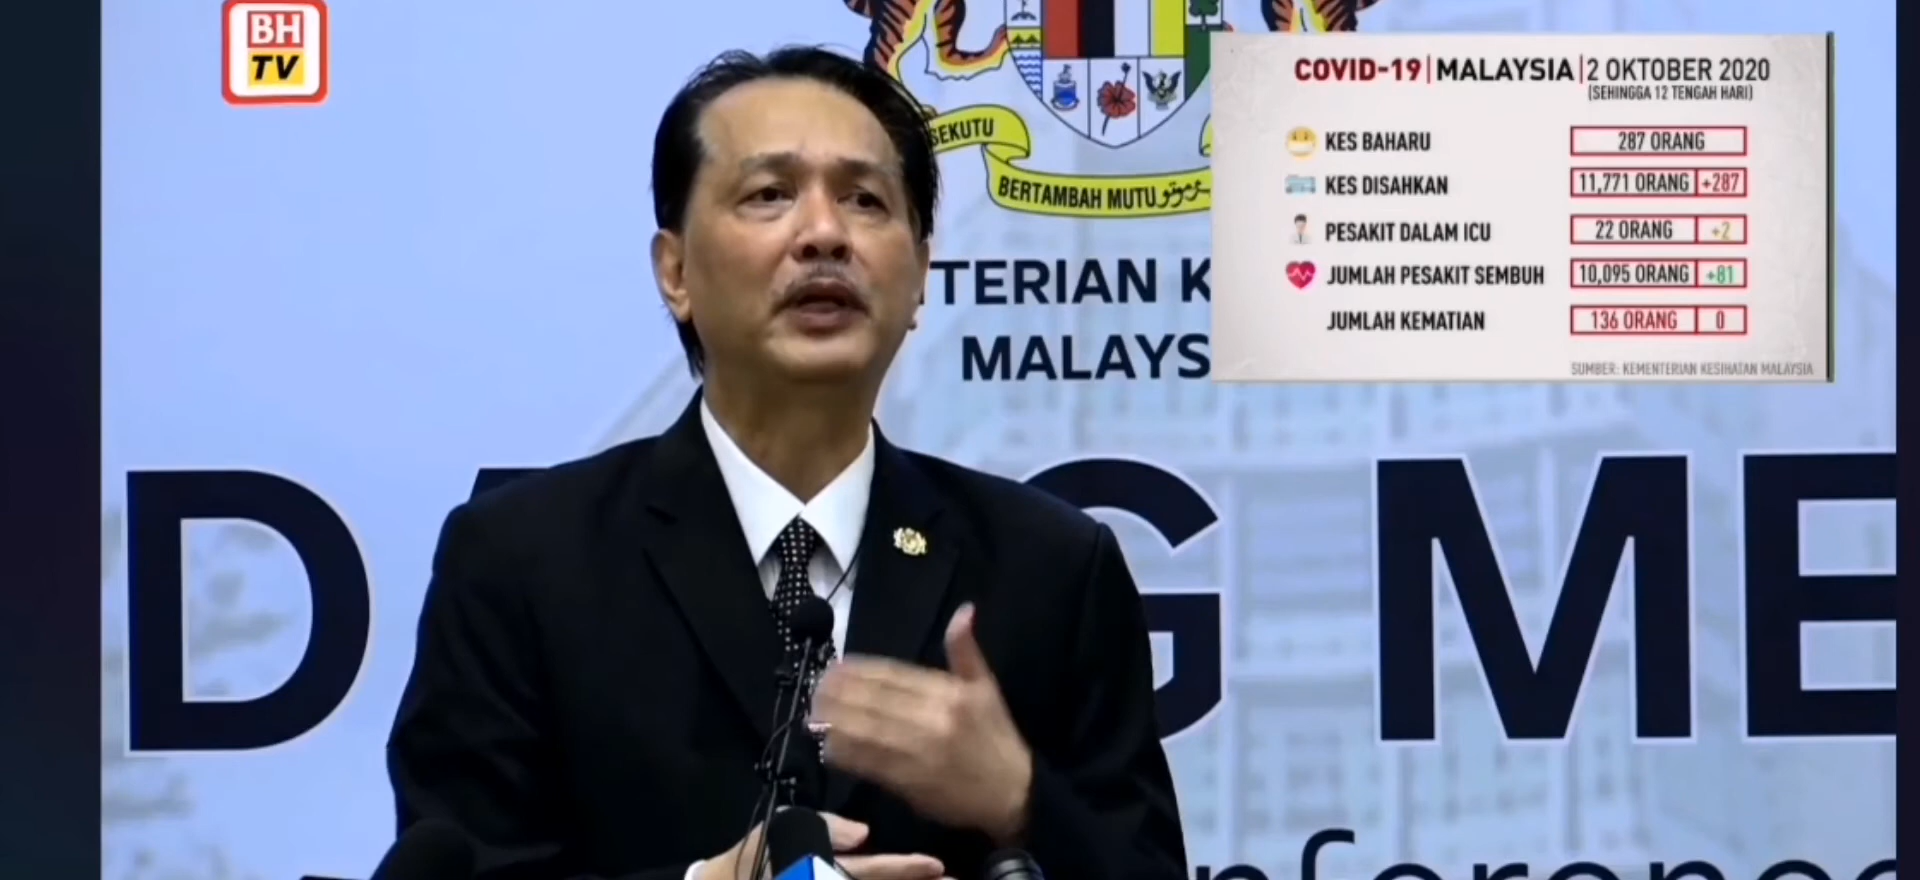 BH
TV
SEKUTU
BERTAMBAH MUTU
TERIAN K
MALAYS
COVID-19 | MALAYSIA | 2 OKTOBER 2020
(SEHINGGA 12 TENGAH HARI)
KES BAHARU 287 ORANG
KES DISAHKAN 11,771 ORANG +287
PESAKIT DALAM ICU 22 ORANG +2
JUMLAH PESAKIT SEMBUH 10,095 ORANG +81
JUMLAH KEMATIAN 136 ORANG 0
SUMBER: KEMENTERIAN KESIHATAN MALAYSIA
D G ME
nference